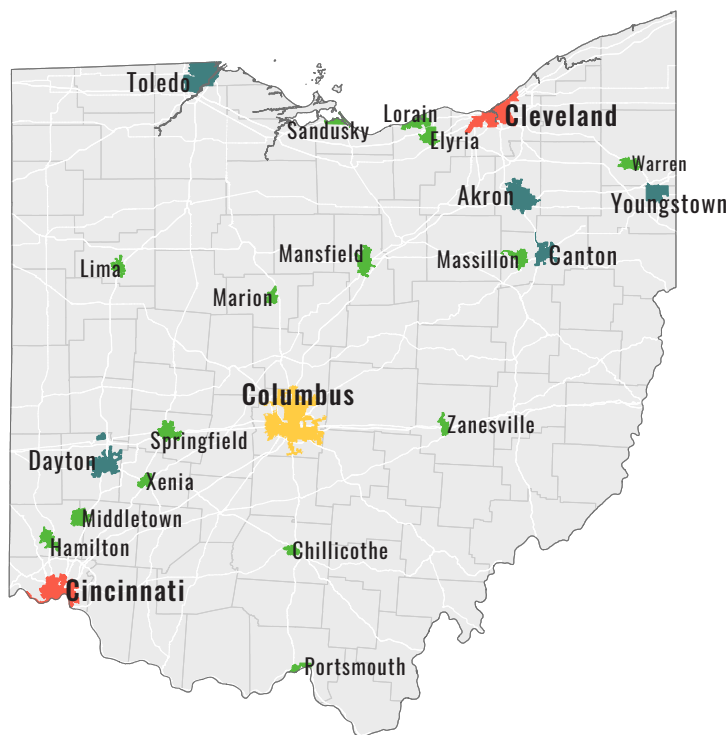 Toledo
Lorain
Cleveland
Sandusky
Elyria
Warren
Akron
Youngstown
Mansfield
Massillon
Canton
Lima
Marion
Columbus
Zanesville
Springfield
Dayton
Xenia
Middletown
Hamilton
Chillicothe
Cincinnati
Portsmouth